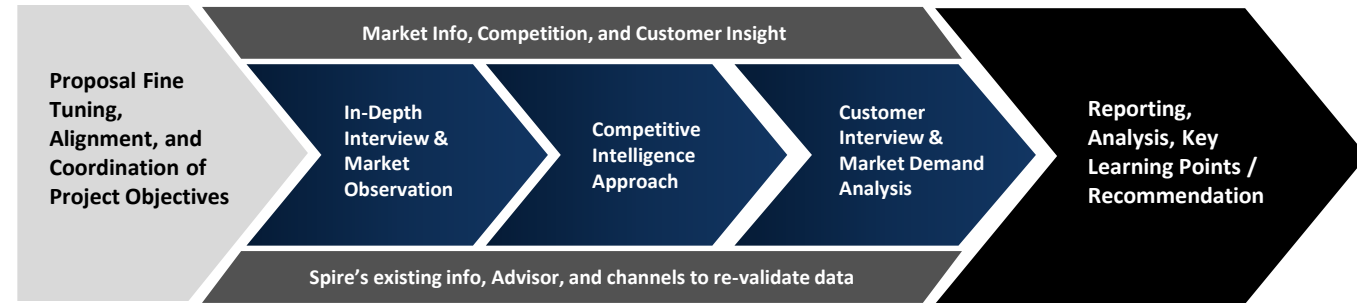 Proposal Fine
Tuning,
Alignment, and
Coordination of
Project Objectives
Market Info, Competition, and Customer Insight
In-Depth
Interview &
Market
Observation
Competitive
Intelligence
Approach
Customer
Interview &
Market Demand
Analysis
Spire’s existing info, Advisor, and channels to re-validate data
Reporting,
Analysis, Key
Learning Points /
Recommendation